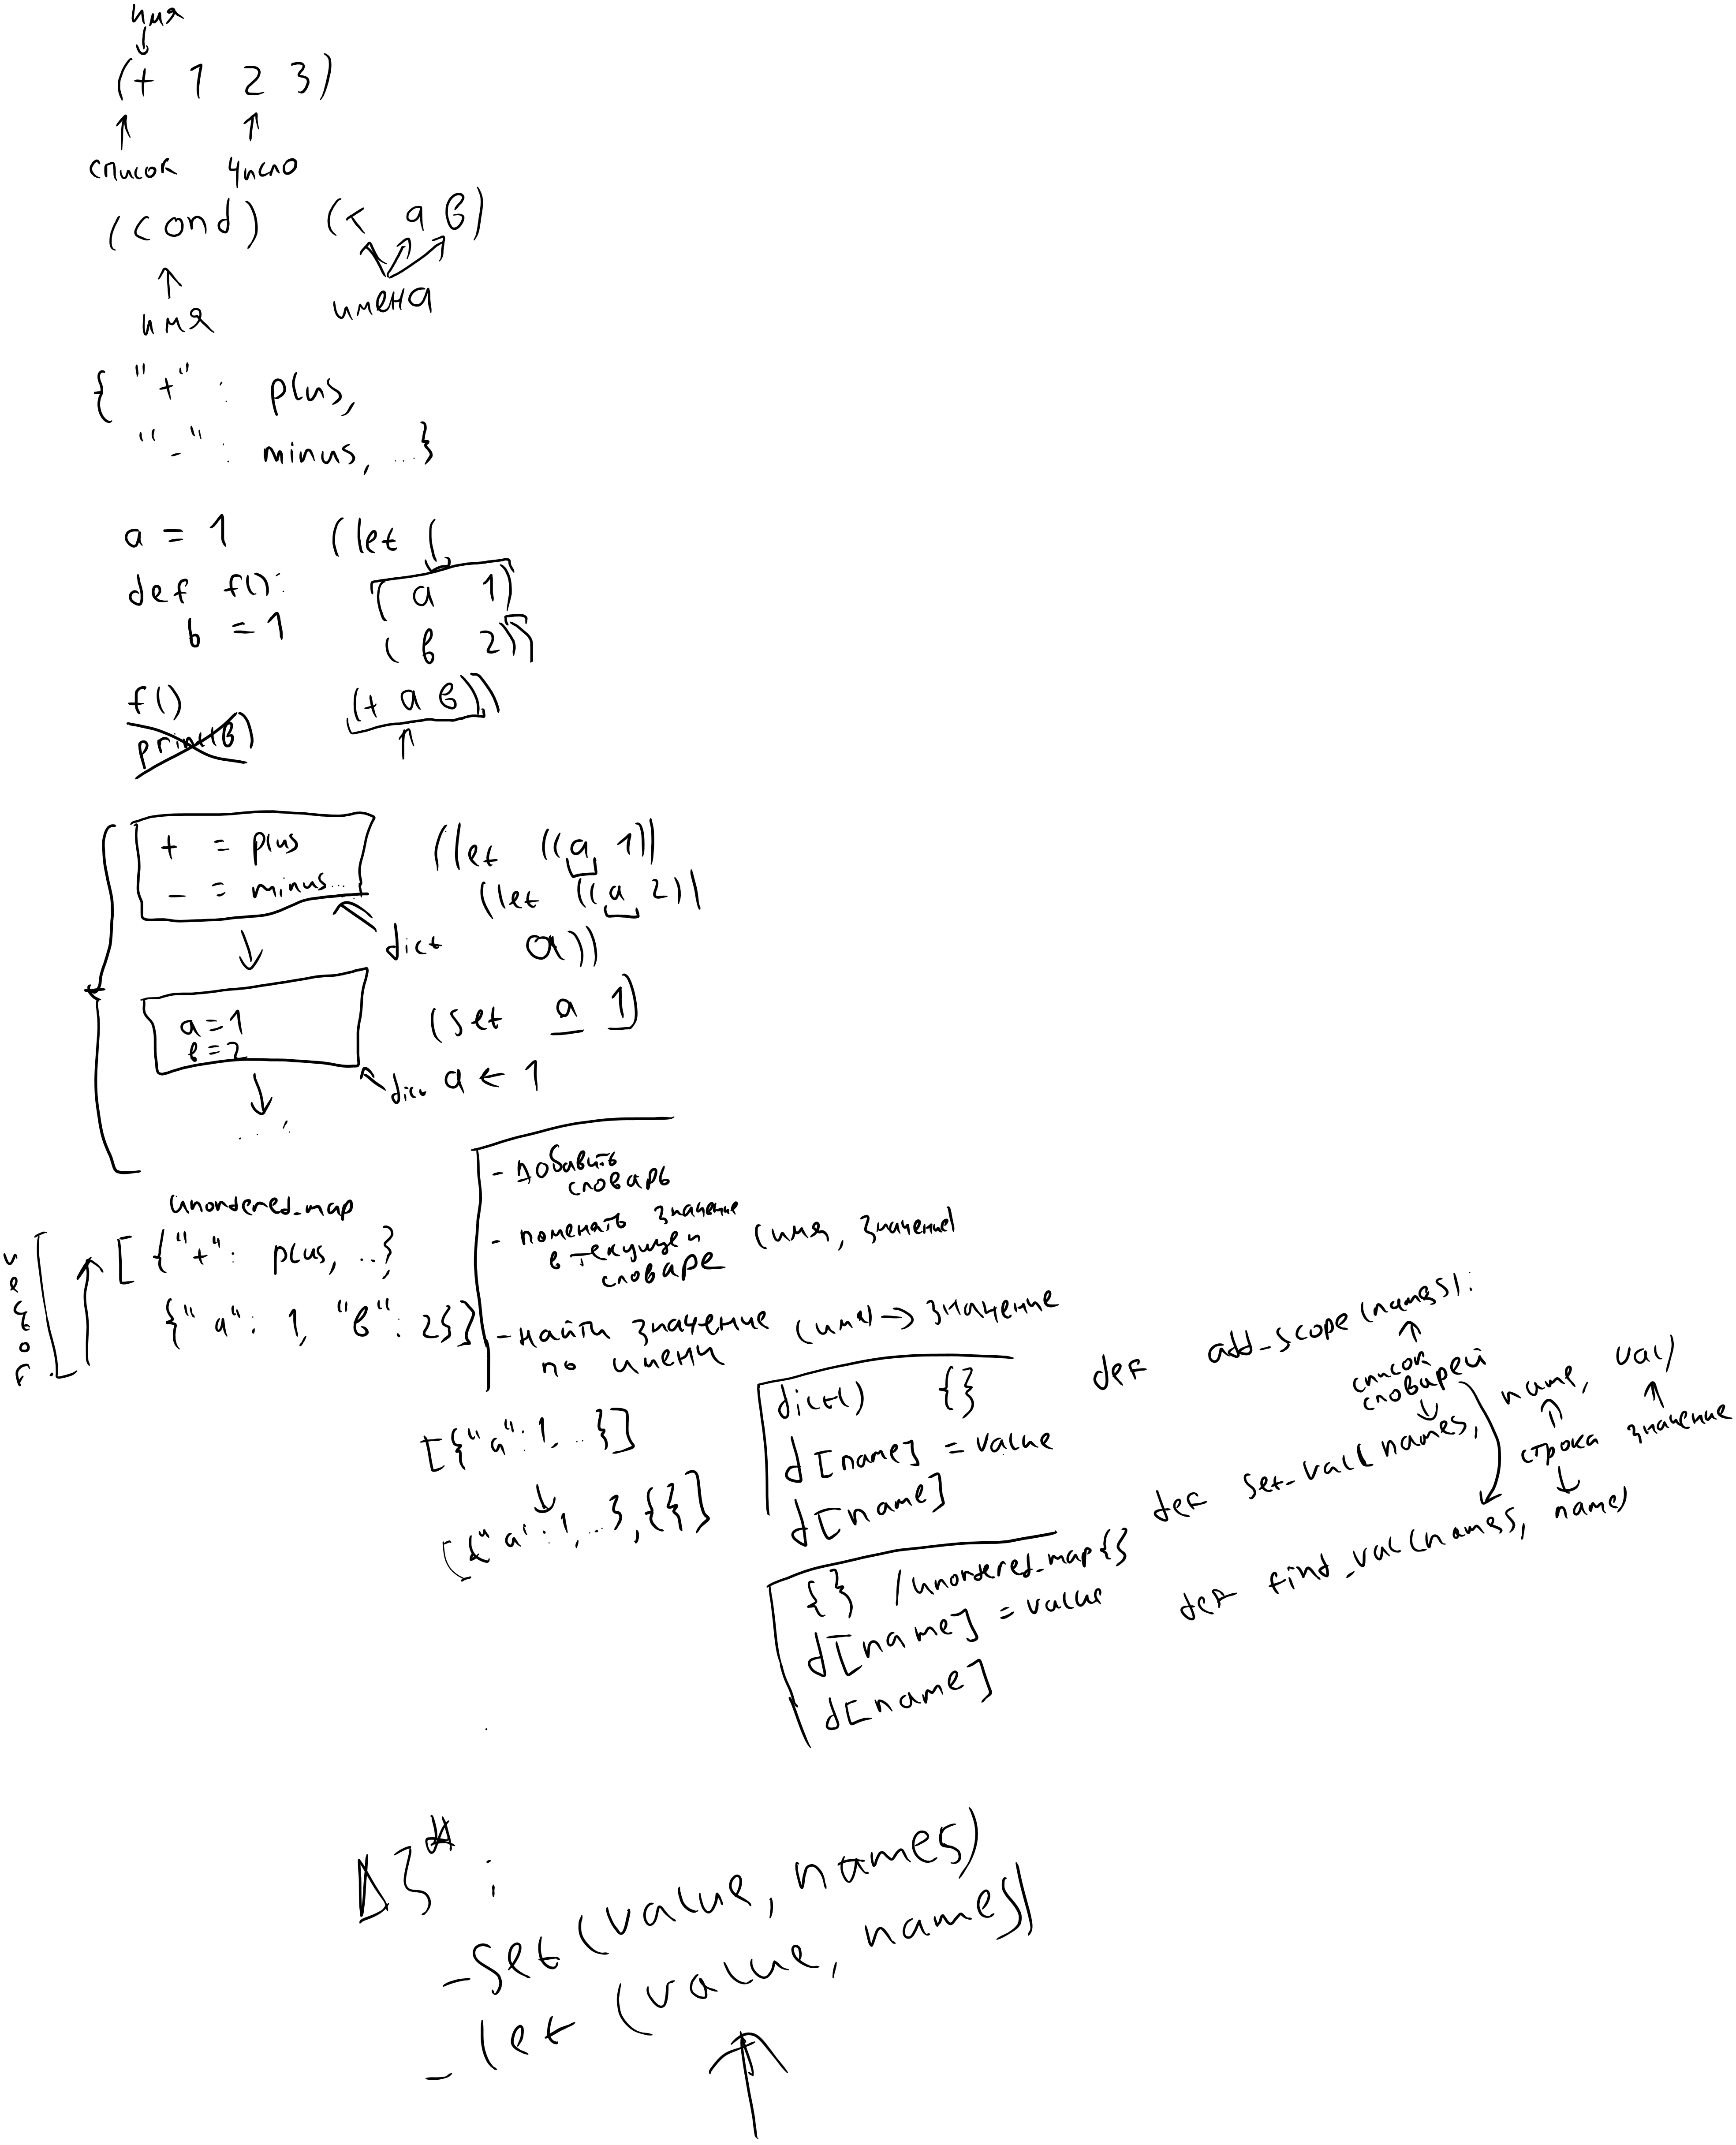 имя
(+ 1 2 3)
список число
(cond) (< a в)
имя
имена
{ "+" : plus,
"-" : minus, ...}
a = 1
def f():
b = 1
f()
print(в)
(let (
( a 1)
( в 2))
(+ a в))
+ = plus
- = minus...
dict
a=1
в=2
dict
...
(let ((a 1))
(let ((a 2))
a))
(set a 1)
a ← 1
unordered_map
vector
[ {"+": plus, ..}
{"a": 1, "в": 2}]
- добавить
словарь
- поменять значение
в текущем
словаре
(имя, значение)
- найти значение (имя) → значение
по имени
[{"a":1,...}]
[{"a":1,...},{}]
dict() {}
d[name] = value
d[name]
{} /unordered_map{}
d[name] = value
d[name]
def add_scope(names):
список
словарей
def set_val(names, name, val)
строка значение
def find_val(names, name)
ДЗ:
- set (value, names)
- let (value, names)